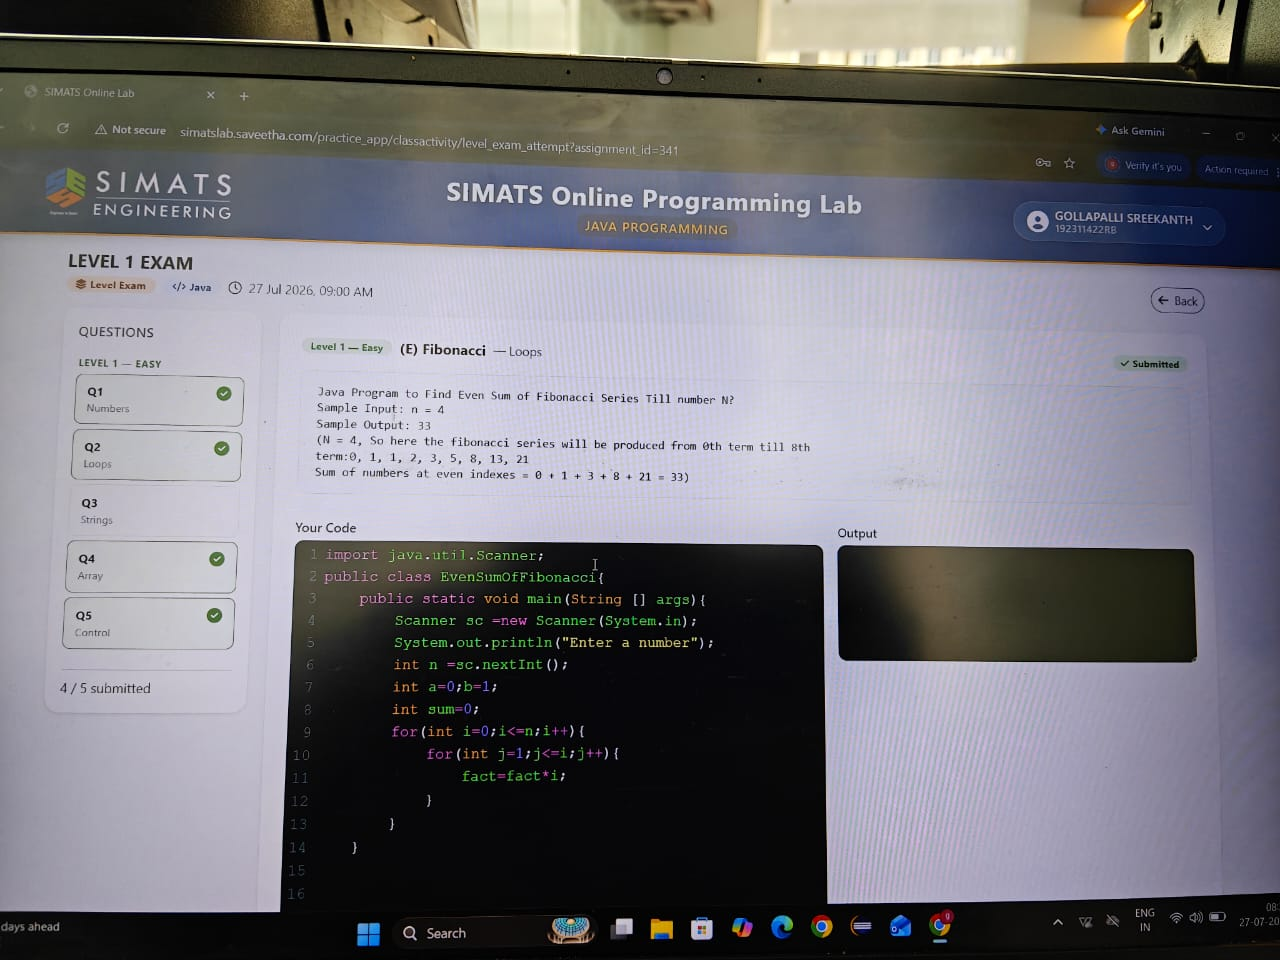 SIMATS Online Lab
Not secure simatslab.saveetha.com/practice_app/classactivity/level_exam_attempt?assignment_id=341
Ask Gemini
Verify it's you
Action required
SIMATS
ENGINEERING
SIMATS Online Programming Lab
JAVA PROGRAMMING
GOLLAPALLI SREEKANTH
192311422RB
LEVEL 1 EXAM
Level Exam
</> Java
27 Jul 2026, 09:00 AM
← Back
QUESTIONS
LEVEL 1 — EASY
Q1
Numbers
Q2
Loops
Q3
Strings
Q4
Array
Q5
Control
4 / 5 submitted
Level 1 — Easy (E) Fibonacci — Loops
✓ Submitted
Java Program to Find Even Sum of Fibonacci Series Till number N?
Sample Input: n = 4
Sample Output: 33
(N = 4, So here the fibonacci series will be produced from 0th term till 8th
term:0, 1, 1, 2, 3, 5, 8, 13, 21
Sum of numbers at even indexes = 0 + 1 + 3 + 8 + 21 = 33)
Your Code
Output
1 import java.util.Scanner;
2 public class EvenSumOfFibonacci{
3 public static void main(String [] args){
4 Scanner sc =new Scanner(System.in);
5 System.out.println("Enter a number");
6 int n =sc.nextInt();
7 int a=0;b=1;
8 int sum=0;
9 for(int i=0;i<=n;i++){
10 for(int j=1;j<=i;j++){
11 fact=fact*i;
12 }
13 }
14 }
15
16
days ahead
Search
ENG
IN